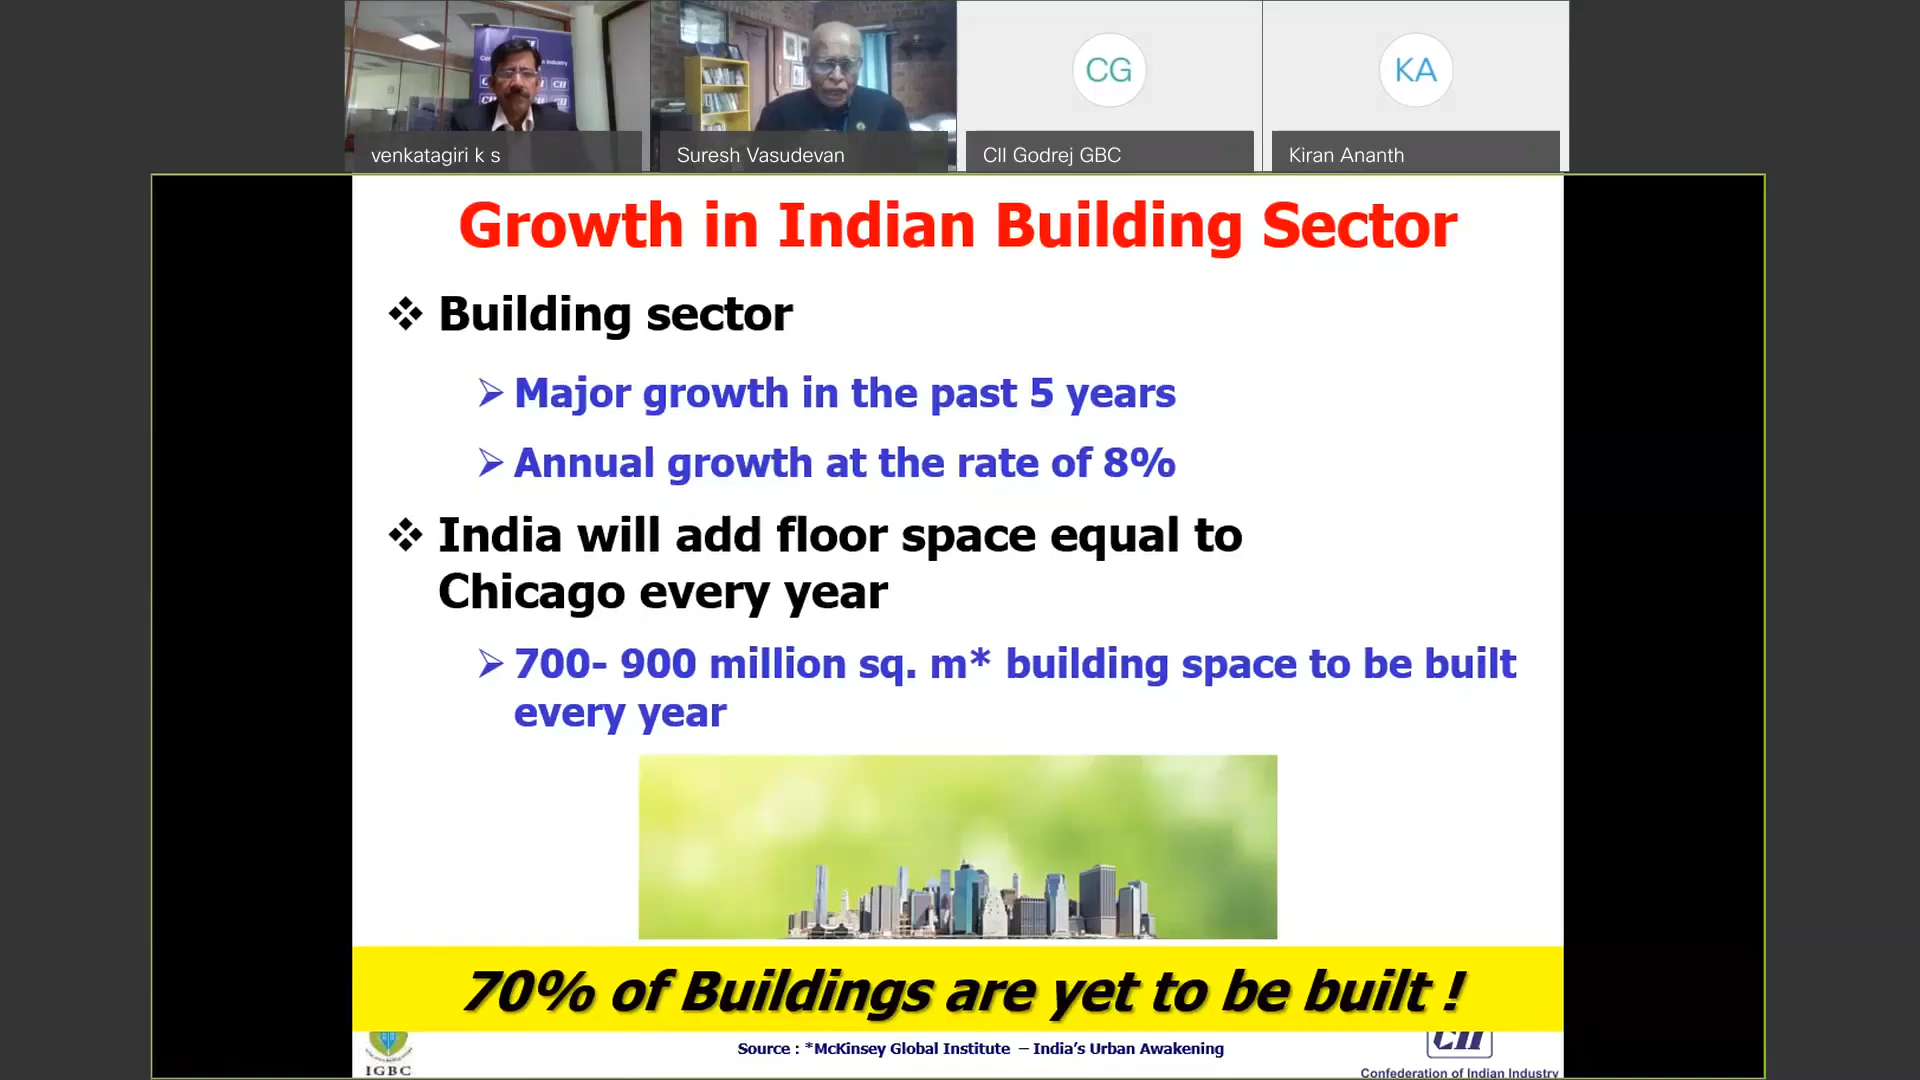 CII
CG
KA
venkatagiri k s
Suresh Vasudevan
CII Godrej GBC
Kiran Ananth
Growth in Indian Building Sector
❖ Building sector
➢ Major growth in the past 5 years
➢ Annual growth at the rate of 8%
❖ India will add floor space equal to
Chicago every year
➢ 700- 900 million sq. m* building space to be built
every year
70% of Buildings are yet to be built !
IGBC
Source : *McKinsey Global Institute – India's Urban Awakening
CII
Confederation of Indian Industry